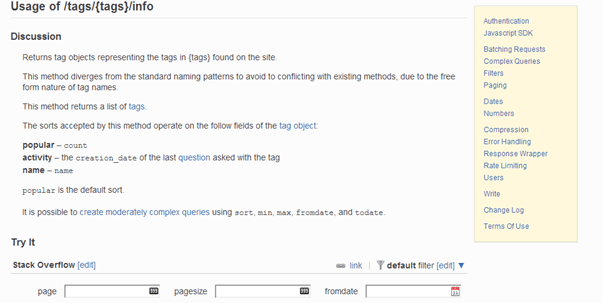 Usage of /tags/{tags}/info
Discussion
Returns tag objects representing the tags in {tags} found on the site.
This method diverges from the standard naming patterns to avoid to conflicting with existing methods, due to the free
form nature of tag names.
This method returns a list of tags.
The sorts accepted by this method operate on the follow fields of the tag object:
popular – count
activity – the creation_date of the last question asked with the tag
name – name
popular is the default sort.
It is possible to create moderately complex queries using sort, min, max, fromdate, and todate.
Try It
Stack Overflow [edit]
link | default filter [edit] ▼
page
pagesize
fromdate
Authentication
Javascript SDK
Batching Requests
Complex Queries
Filters
Paging
Dates
Numbers
Compression
Error Handling
Response Wrapper
Rate Limiting
Users
Write
Change Log
Terms Of Use